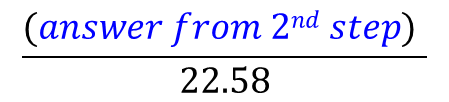 (answer from 2nd step)
22.58